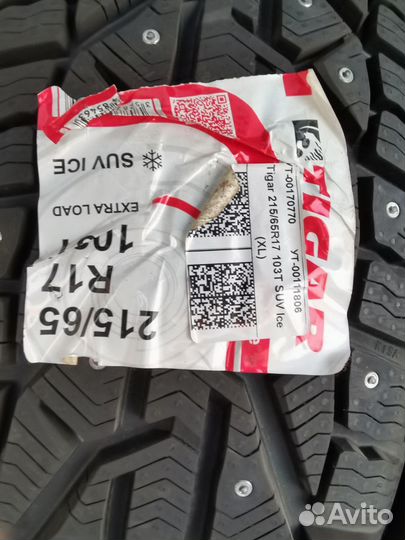 TIGAR
YT-00170770 YT-00111806
Tigar 215/65R17 103T SUV Ice
(XL)
SUV ICE
EXTRA LOAD
103T
215/65
R17
Avito